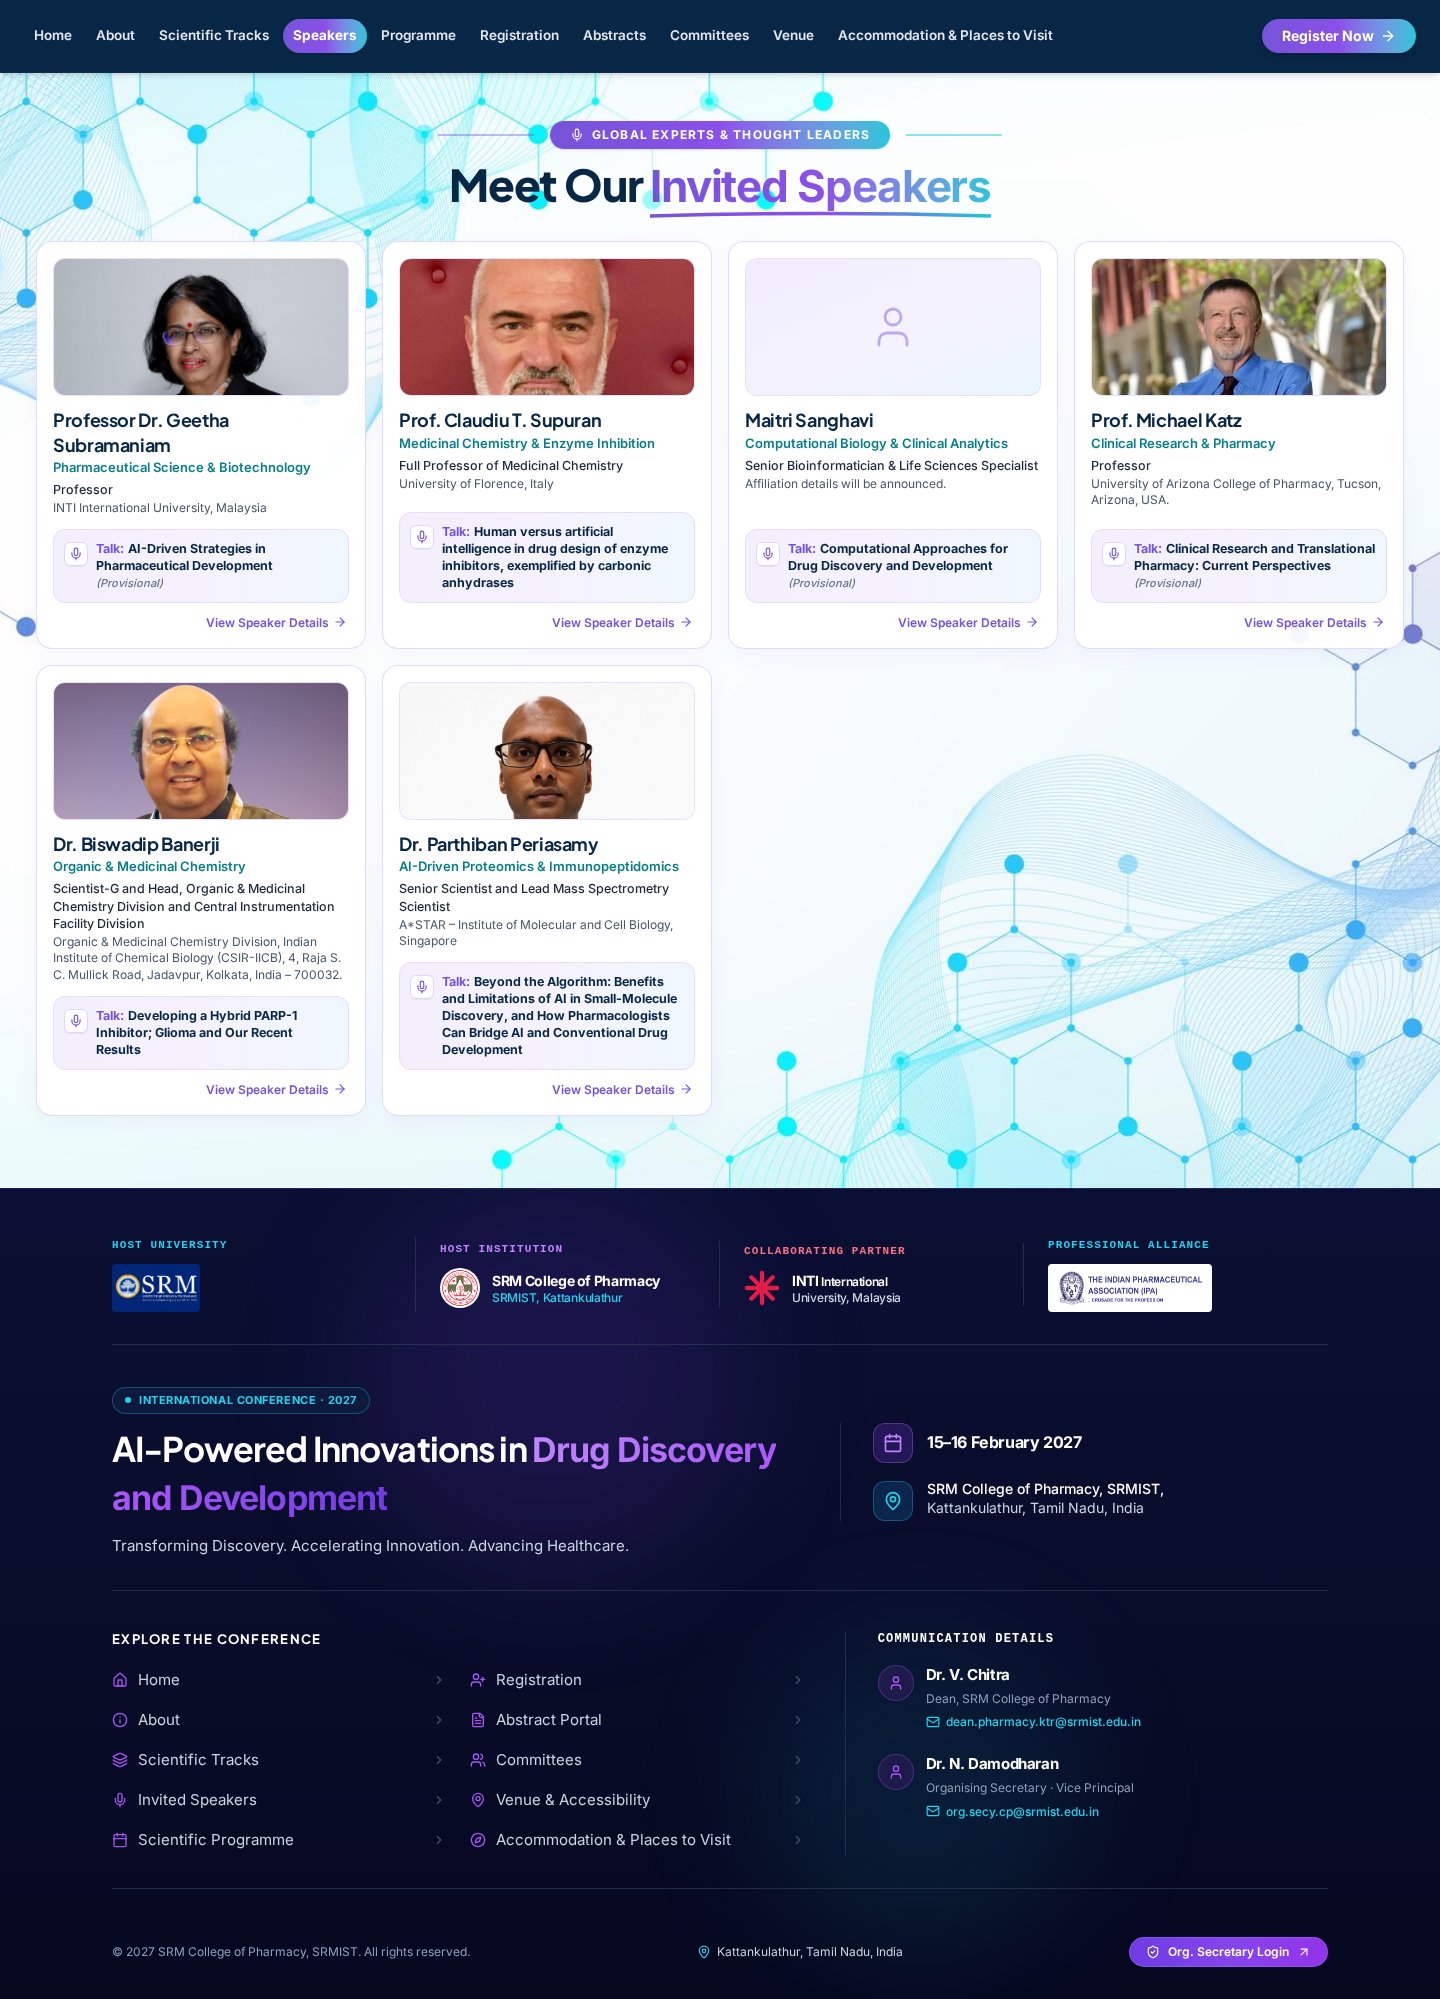 Home
About
Scientific Tracks
Speakers
Programme
Registration
Abstracts
Committees
Venue
Accommodation & Places to Visit
Register Now
GLOBAL EXPERTS & THOUGHT LEADERS
Meet Our Invited Speakers
Professor Dr. Geetha
Subramaniam
Pharmaceutical Science & Biotechnology
Professor
INTI International University, Malaysia
Talk: AI-Driven Strategies in
Pharmaceutical Development
(Provisional)
View Speaker Details
Prof. Claudiu T. Supuran
Medicinal Chemistry & Enzyme Inhibition
Full Professor of Medicinal Chemistry
University of Florence, Italy
Talk: Human versus artificial
intelligence in drug design of enzyme
inhibitors, exemplified by carbonic
anhydrases
View Speaker Details
Maitri Sanghavi
Computational Biology & Clinical Analytics
Senior Bioinformatician & Life Sciences Specialist
Affiliation details will be announced.
Talk: Computational Approaches for
Drug Discovery and Development
(Provisional)
View Speaker Details
Prof. Michael Katz
Clinical Research & Pharmacy
Professor
University of Arizona College of Pharmacy, Tucson,
Arizona, USA.
Talk: Clinical Research and Translational
Pharmacy: Current Perspectives
(Provisional)
View Speaker Details
Dr. Biswadip Banerji
Organic & Medicinal Chemistry
Scientist-G and Head, Organic & Medicinal
Chemistry Division and Central Instrumentation
Facility Division
Organic & Medicinal Chemistry Division, Indian
Institute of Chemical Biology (CSIR-IICB), 4, Raja S.
C. Mullick Road, Jadavpur, Kolkata, India – 700032.
Talk: Developing a Hybrid PARP-1
Inhibitor; Glioma and Our Recent
Results
View Speaker Details
Dr. Parthiban Periasamy
AI-Driven Proteomics & Immunopeptidomics
Senior Scientist and Lead Mass Spectrometry
Scientist
A*STAR – Institute of Molecular and Cell Biology,
Singapore
Talk: Beyond the Algorithm: Benefits
and Limitations of AI in Small-Molecule
Discovery, and How Pharmacologists
Can Bridge AI and Conventional Drug
Development
View Speaker Details
HOST UNIVERSITY
SRM
HOST INSTITUTION
SRM College of Pharmacy
SRMIST, Kattankulathur
COLLABORATING PARTNER
INTI International
University, Malaysia
PROFESSIONAL ALLIANCE
THE INDIAN PHARMACEUTICAL
ASSOCIATION (IPA)
CRUSADE FOR THE PROFESSION
INTERNATIONAL CONFERENCE · 2027
AI-Powered Innovations in Drug Discovery
and Development
Transforming Discovery. Accelerating Innovation. Advancing Healthcare.
15–16 February 2027
SRM College of Pharmacy, SRMIST,
Kattankulathur, Tamil Nadu, India
EXPLORE THE CONFERENCE
Home
About
Scientific Tracks
Invited Speakers
Scientific Programme
Registration
Abstract Portal
Committees
Venue & Accessibility
Accommodation & Places to Visit
COMMUNICATION DETAILS
Dr. V. Chitra
Dean, SRM College of Pharmacy
dean.pharmacy.ktr@srmist.edu.in
Dr. N. Damodharan
Organising Secretary · Vice Principal
org.secy.cp@srmist.edu.in
© 2027 SRM College of Pharmacy, SRMIST. All rights reserved.
Kattankulathur, Tamil Nadu, India
Org. Secretary Login